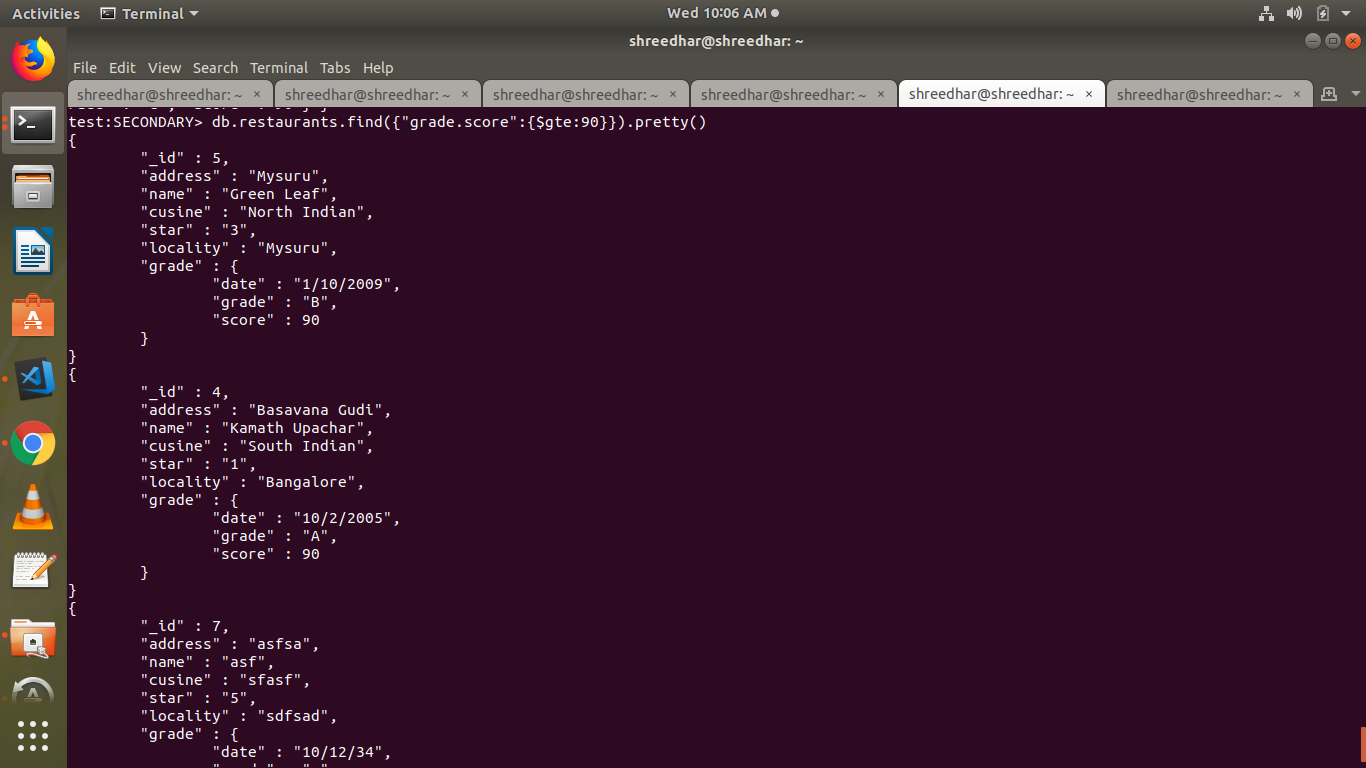 Activities Terminal Wed 10:06 AM
shreedhar@shreedhar: ~
File Edit View Search Terminal Tabs Help
shreedhar@shreedhar: ~ × shreedhar@shreedhar: ~ × shreedhar@shreedhar: ~ × shreedhar@shreedhar: ~ × shreedhar@shreedhar: ~ × shreedhar@shreedhar: ~ ×
test:SECONDARY> db.restaurants.find({"grade.score":{$gte:90}}).pretty()
{
"_id" : 5,
"address" : "Mysuru",
"name" : "Green Leaf",
"cusine" : "North Indian",
"star" : "3",
"locality" : "Mysuru",
"grade" : {
"date" : "1/10/2009",
"grade" : "B",
"score" : 90
}
}
{
"_id" : 4,
"address" : "Basavana Gudi",
"name" : "Kamath Upachar",
"cusine" : "South Indian",
"star" : "1",
"locality" : "Bangalore",
"grade" : {
"date" : "10/2/2005",
"grade" : "A",
"score" : 90
}
}
{
"_id" : 7,
"address" : "asfsa",
"name" : "asf",
"cusine" : "sfasf",
"star" : "5",
"locality" : "sdfsad",
"grade" : {
"date" : "10/12/34",